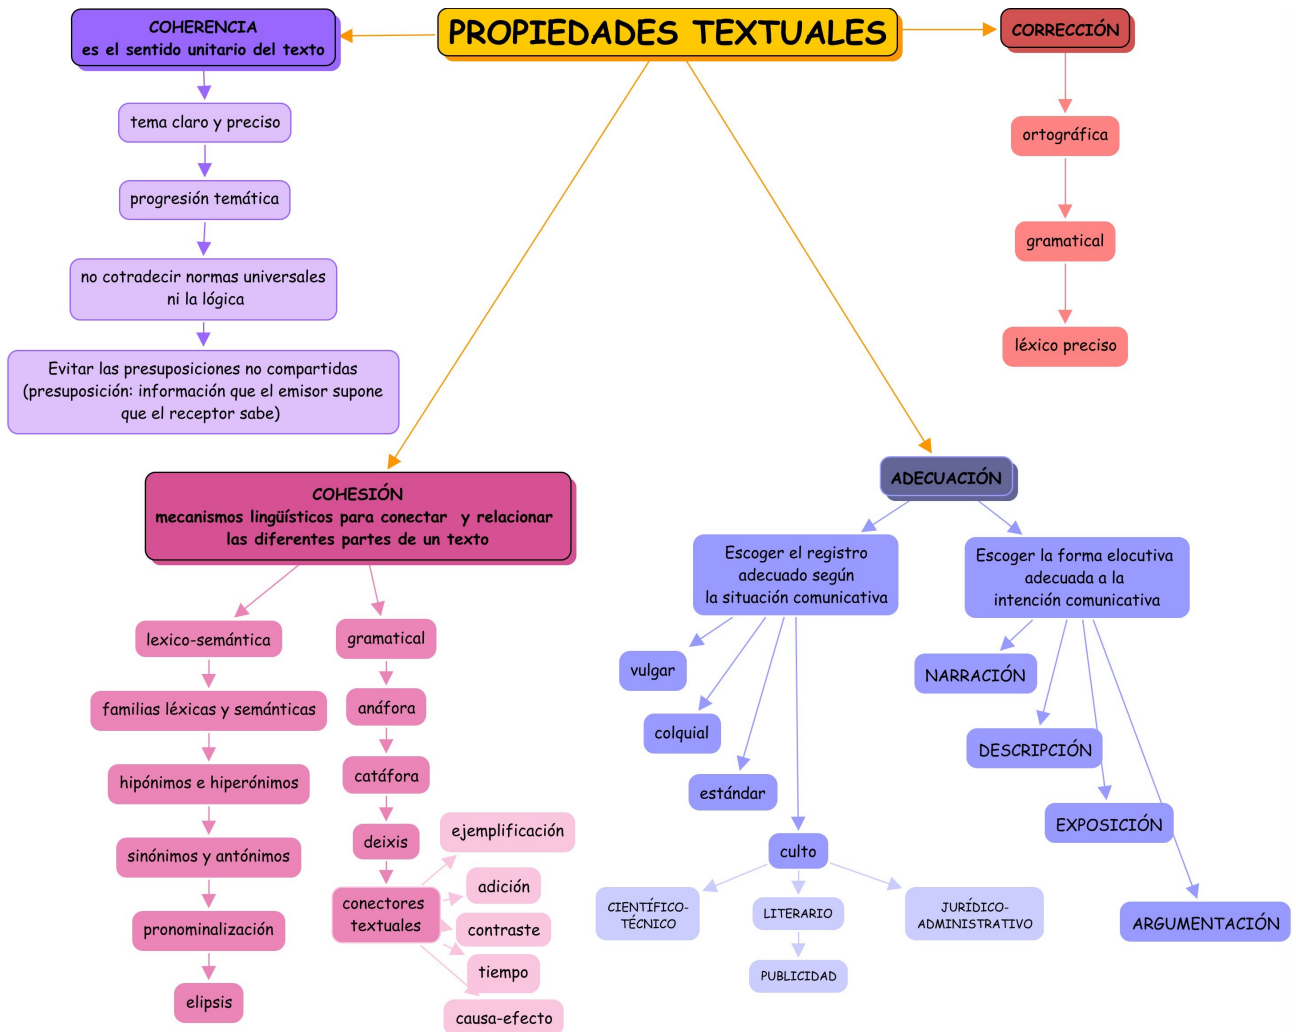 PROPIEDADES TEXTUALES
COHERENCIA
es el sentido unitario del texto
tema claro y preciso
progresión temática
no cotradecir normas universales
ni la lógica
Evitar las presuposiciones no compartidas
(presuposición: información que el emisor supone
que el receptor sabe)
CORRECCIÓN
ortográfica
gramatical
léxico preciso
COHESIÓN
mecanismos lingüísticos para conectar y relacionar
las diferentes partes de un texto
lexico-semántica
familias léxicas y semánticas
hipónimos e hiperónimos
sinónimos y antónimos
pronominalización
elipsis
gramatical
anáfora
catáfora
deixis
conectores
textuales
ejemplificación
adición
contraste
tiempo
causa-efecto
ADECUACIÓN
Escoger el registro
adecuado según
la situación comunicativa
vulgar
colquial
estándar
culto
CIENTÍFICO-
TÉCNICO
LITERARIO
PUBLICIDAD
JURÍDICO-
ADMINISTRATIVO
Escoger la forma elocutiva
adecuada a la
intención comunicativa
NARRACIÓN
DESCRIPCIÓN
EXPOSICIÓN
ARGUMENTACIÓN